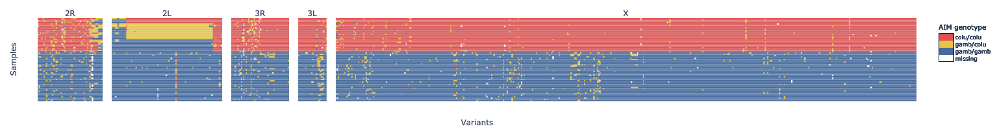 2R 2L 3R 3L X
Samples
Variants
AIM genotype
colu/colu
gamb/colu
gamb/gamb
missing